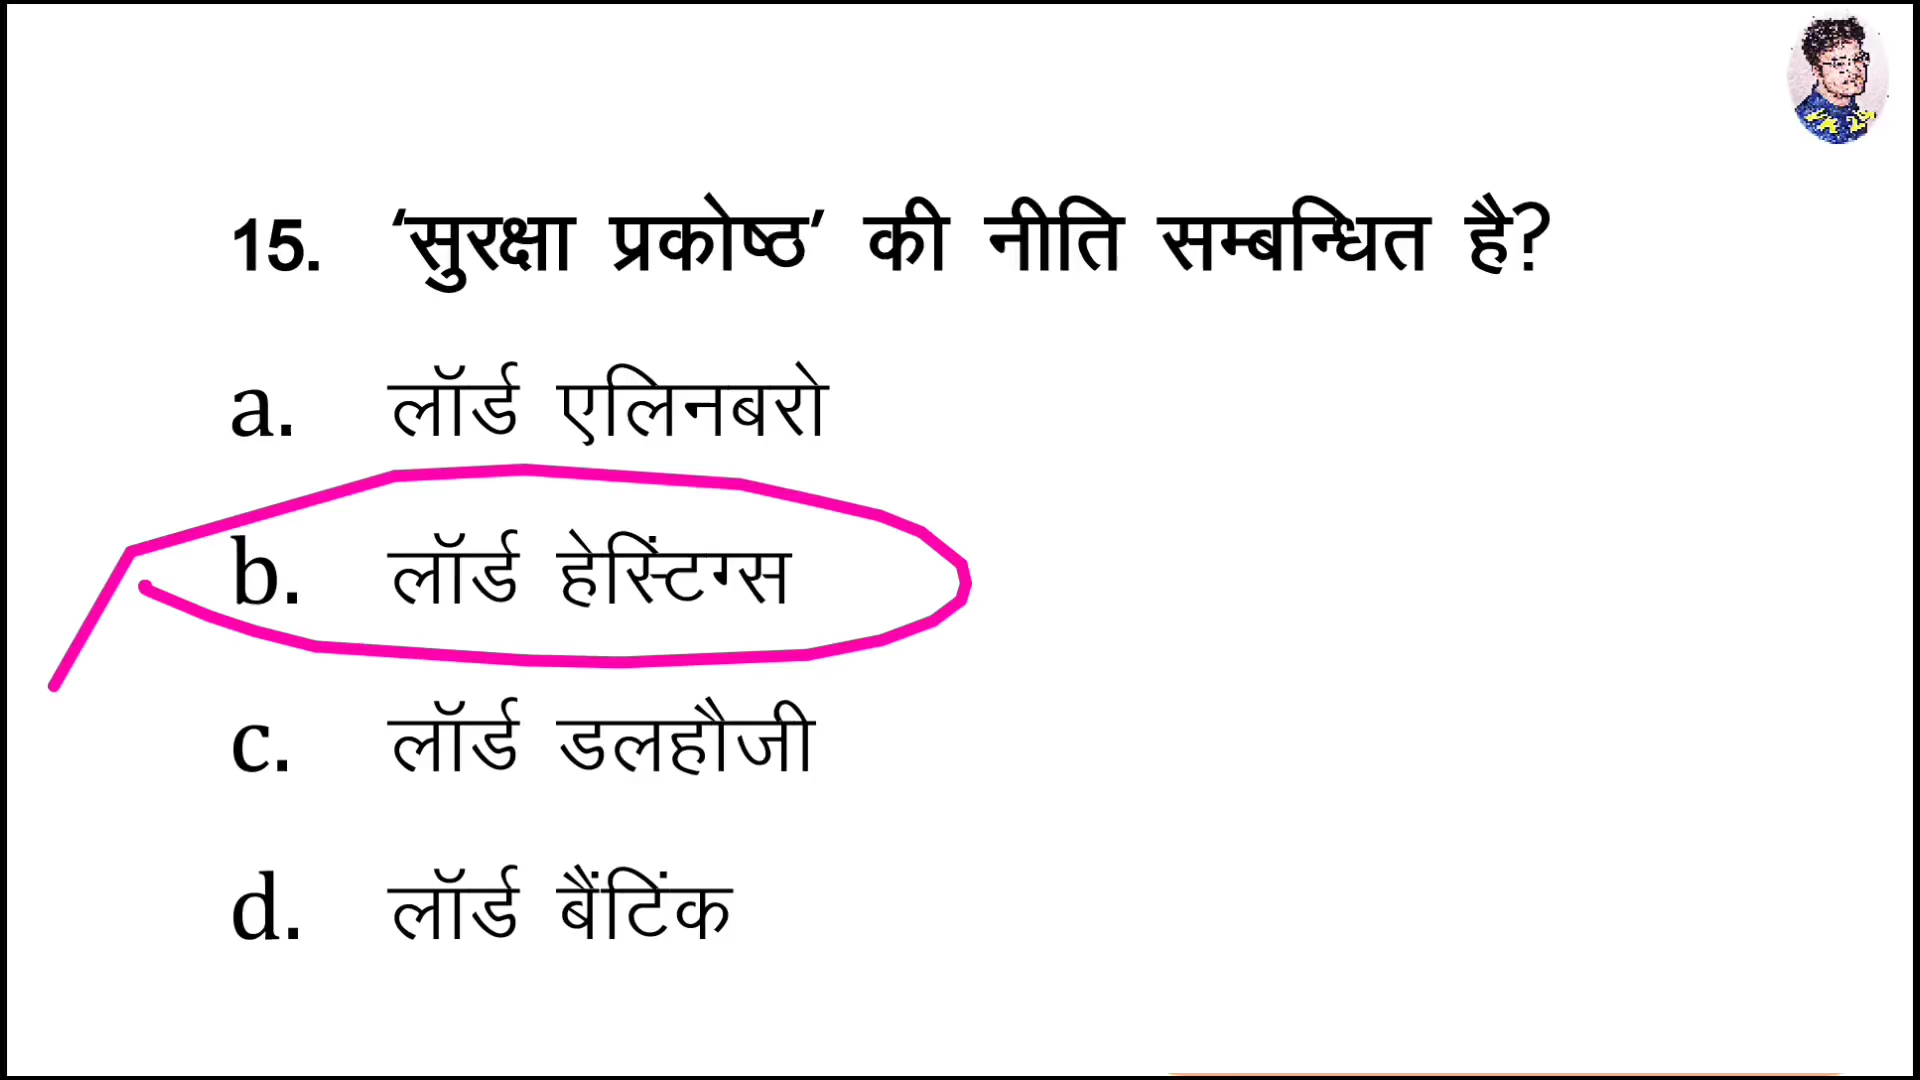 15. ‘सुरक्षा प्रकोष्ठ’ की नीति सम्बन्धित है?
a. लॉर्ड एलिनबरो
b. लॉर्ड हेस्टिंग्स
c. लॉर्ड डलहौजी
d. लॉर्ड बैंटिंक